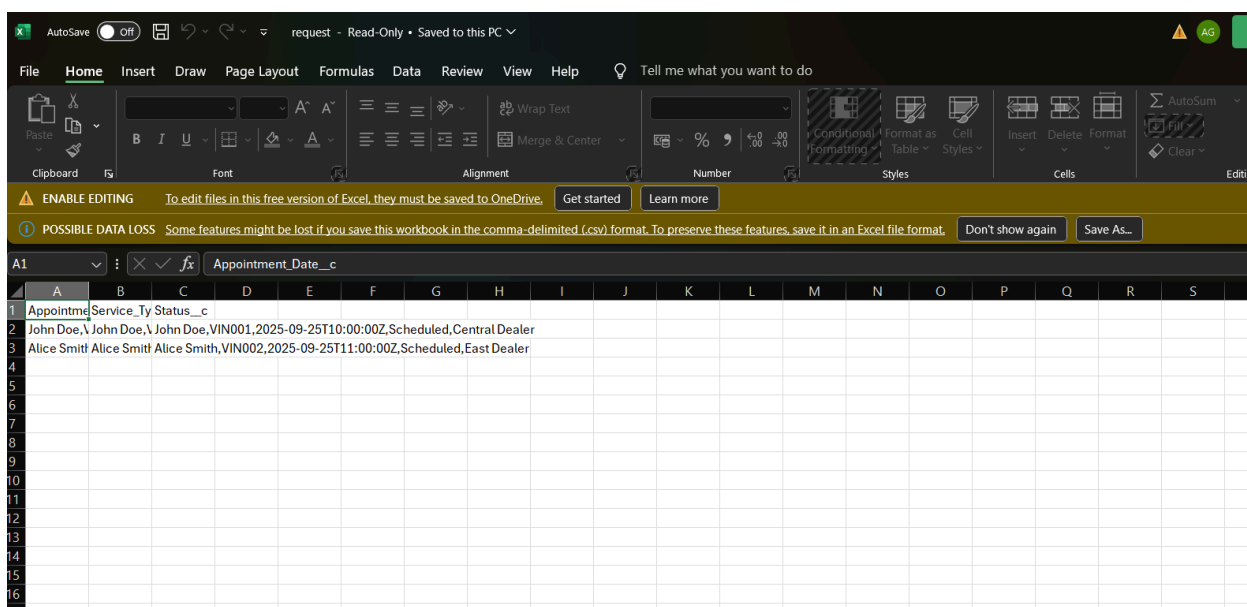 AutoSave Off request - Read-Only • Saved to this PC AG
File Home Insert Draw Page Layout Formulas Data Review View Help Tell me what you want to do
Paste
B I U A A A
ab Wrap Text
Merge & Center
% 9 .00
Conditional Formatting
Format as Table
Cell Styles
Insert Delete Format
AutoSum
Fill
Clear
Clipboard Font Alignment Number Styles Cells Editi
ENABLE EDITING To edit files in this free version of Excel, they must be saved to OneDrive. Get started Learn more
POSSIBLE DATA LOSS Some features might be lost if you save this workbook in the comma-delimited (.csv) format. To preserve these features, save it in an Excel file format. Don't show again Save As...
A1 fx Appointment_Date__c
A B C D E F G H I J K L M N O P Q R S
1 Appointme Service_Ty Status__c
2 John Doe,V John Doe,V John Doe,VIN001,2025-09-25T10:00:00Z,Scheduled,Central Dealer
3 Alice Smith Alice Smith Alice Smith,VIN002,2025-09-25T11:00:00Z,Scheduled,East Dealer
4
5
6
7
8
9
10
11
12
13
14
15
16